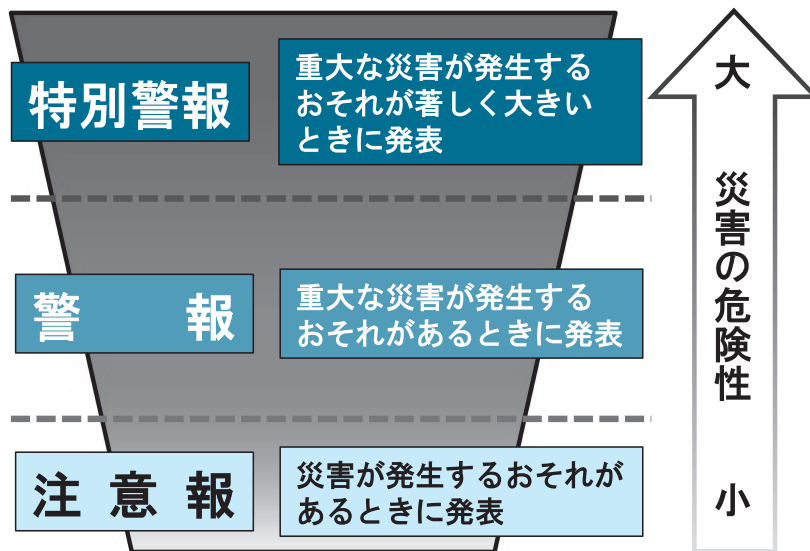 特別警報
重大な災害が発生する
おそれが著しく大きい
ときに発表
警報
重大な災害が発生する
おそれがあるときに発表
注意報
災害が発生するおそれが
あるときに発表
大
災害の危険性
小